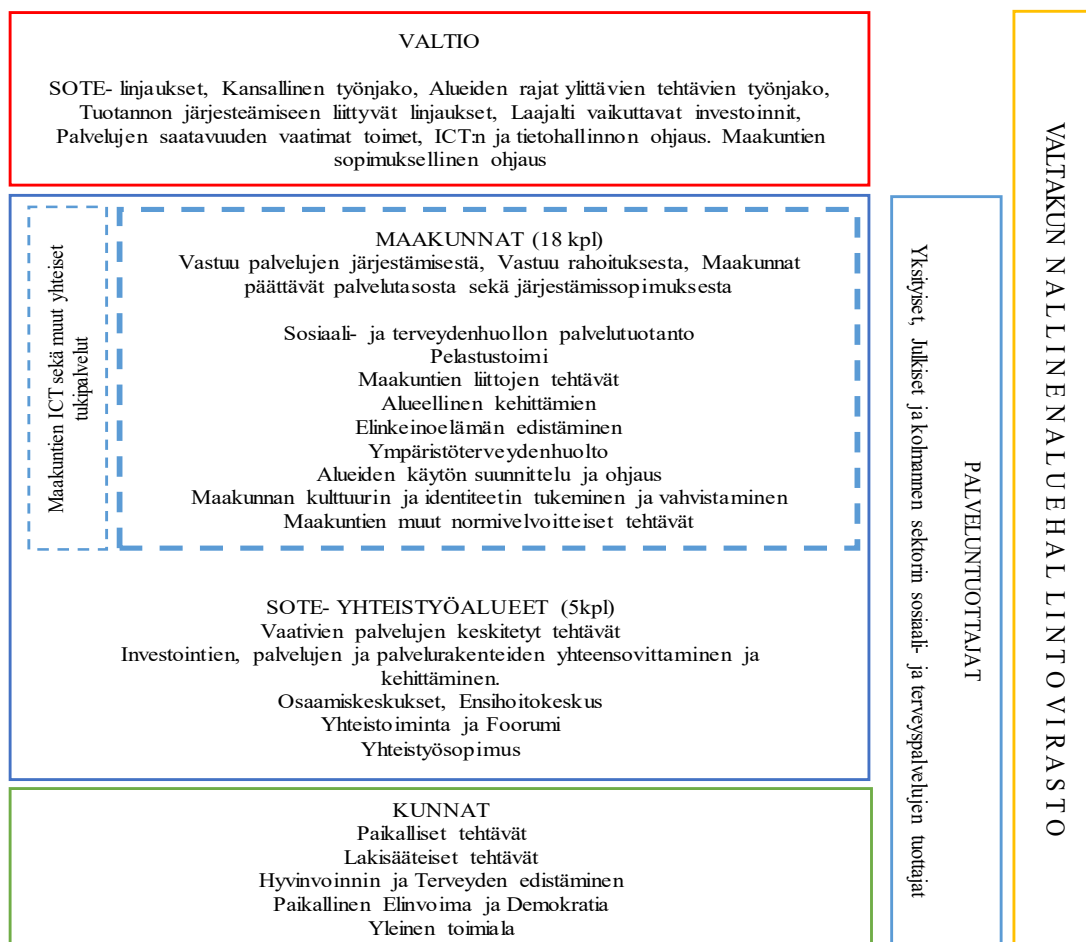 VALTIO
SOTE- linjaukset, Kansallinen työnjako, Alueiden rajat ylittävien tehtävien työnjako,
Tuotannon järjesteämiseen liittyvät linjaukset, Laajalti vaikuttavat investoinnit,
Palvelujen saatavuuden vaatimat toimet, ICT:n ja tietohallinnon ohjaus. Maakuntien
sopimuksellinen ohjaus
Maakuntien ICT sekä muut yhteiset
tukipalvelut
MAAKUNNAT (18 kpl)
Vastuu palvelujen järjestämisestä, Vastuu rahoituksesta, Maakunnat
päättävät palvelutasosta sekä järjestämissopimuksesta
Sosiaali- ja terveydenhuollon palvelutuotanto
Pelastustoimi
Maakuntien liittojen tehtävät
Alueellinen kehittämien
Elinkeinoelämän edistäminen
Ympäristöterveydenhuolto
Alueiden käytön suunnittelu ja ohjaus
Maakunnan kulttuurin ja identiteetin tukeminen ja vahvistaminen
Maakuntien muut normivelvoitteiset tehtävät
SOTE- YHTEISTYÖALUEET (5kpl)
Vaativien palvelujen keskitetyt tehtävät
Investointien, palvelujen ja palvelurakenteiden yhteensovittaminen ja
kehittäminen.
Osaamiskeskukset, Ensihoitokeskus
Yhteistoiminta ja Foorumi
Yhteistyösopimus
KUNNAT
Paikalliset tehtävät
Lakisääteiset tehtävät
Hyvinvoinnin ja Terveyden edistäminen
Paikallinen Elinvoima ja Demokratia
Yleinen toimiala
PALVELUNTUOTTAJAT
Yksityiset, Julkiset ja kolmannen sektorin sosiaali- ja terveyspalvelujen tuottajat
VALTAKUN NALLINEN ALUEHAL LINTOVIRASTO